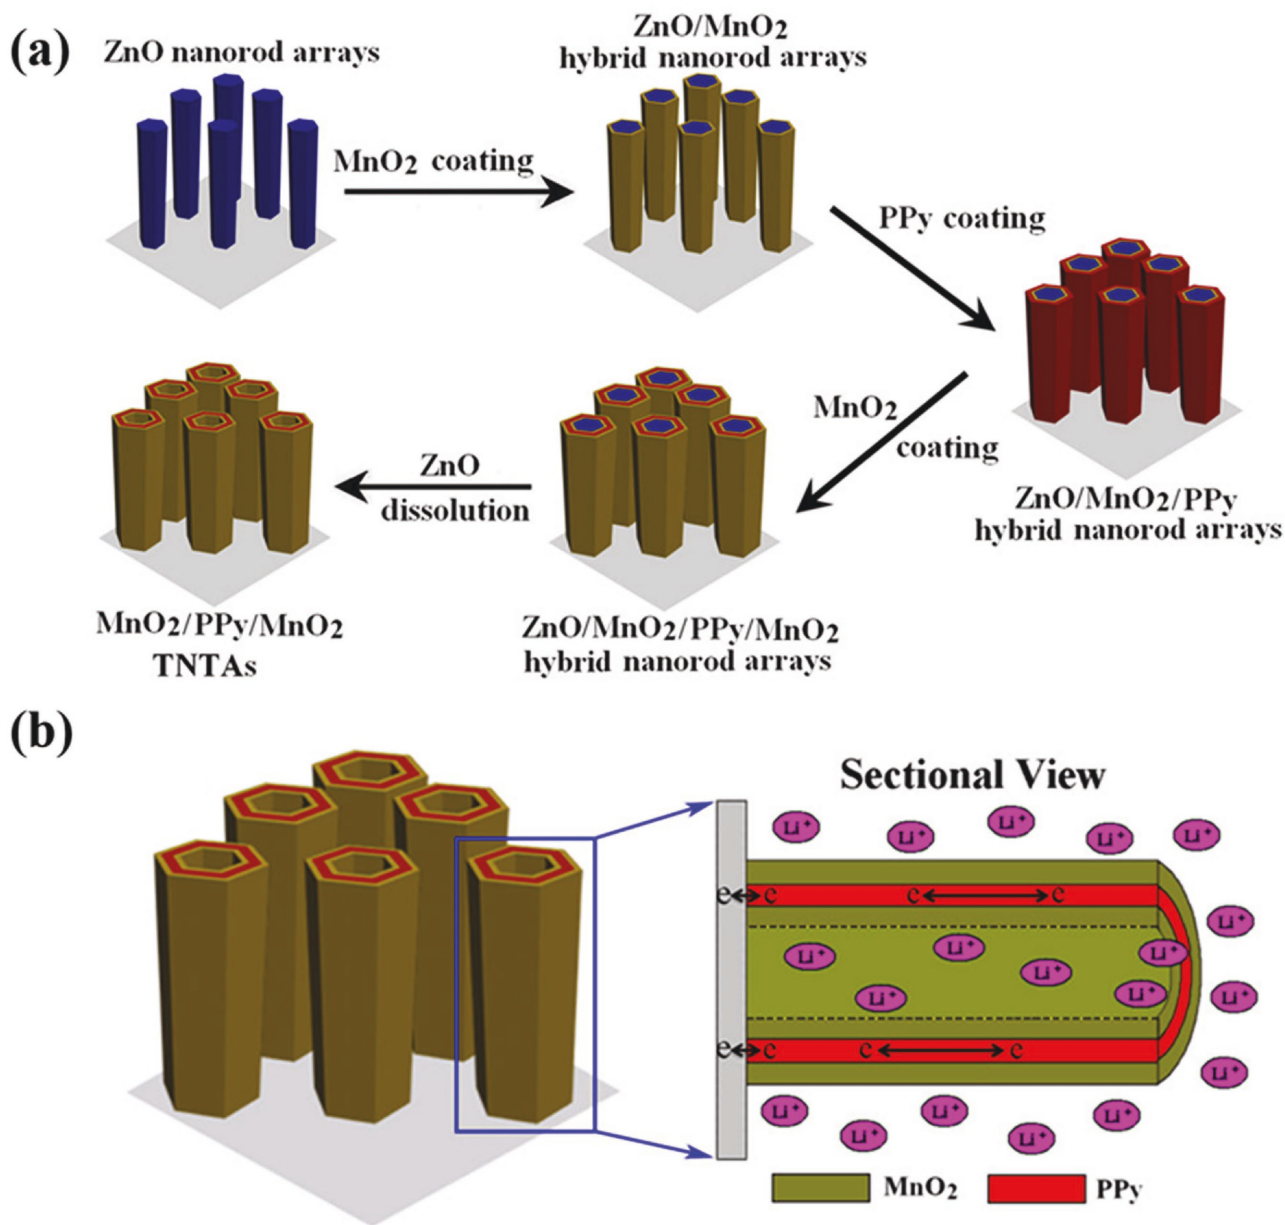 (a)
ZnO nanorod arrays
ZnO/MnO2
hybrid nanorod arrays
MnO2 coating
PPy coating
MnO2
coating
ZnO/MnO2/PPy
hybrid nanorod arrays
ZnO
dissolution
MnO2/PPy/MnO2
TNTAs
ZnO/MnO2/PPy/MnO2
hybrid nanorod arrays
(b)
Sectional View
Li+ Li+ Li+ Li+ Li+
e e e e
Li+
Li+ Li+ Li+ Li+
Li+ Li+ Li+
e e e e
Li+
Li+ Li+ Li+ Li+ Li+
MnO2 PPy